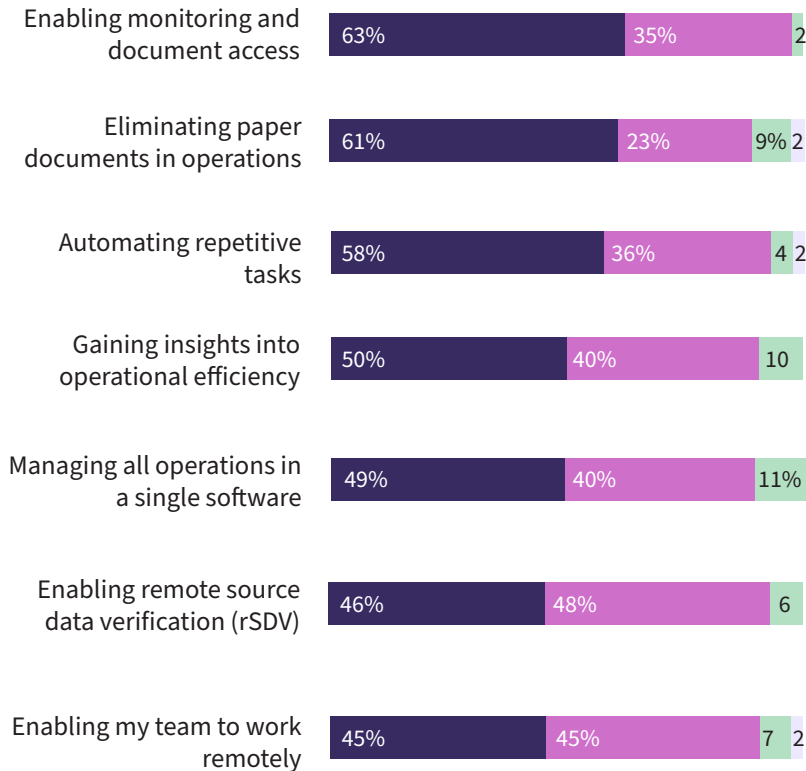 Enabling monitoring and
document access
63% 35% 2
Eliminating paper
documents in operations
61% 23% 9% 2
Automating repetitive
tasks
58% 36% 4 2
Gaining insights into
operational efficiency
50% 40% 10
Managing all operations in
a single software
49% 40% 11%
Enabling remote source
data verification (rSDV)
46% 48% 6
Enabling my team to work
remotely
45% 45% 7 2